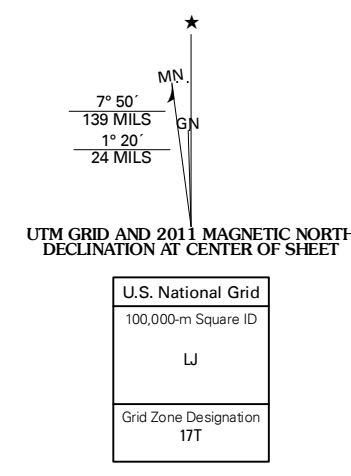 ★
MN
7° 50´
139 MILS
GN
1° 20´
24 MILS
UTM GRID AND 2011 MAGNETIC NORTH
DECLINATION AT CENTER OF SHEET
U.S. National Grid
100,000-m Square ID
LJ
Grid Zone Designation
17T